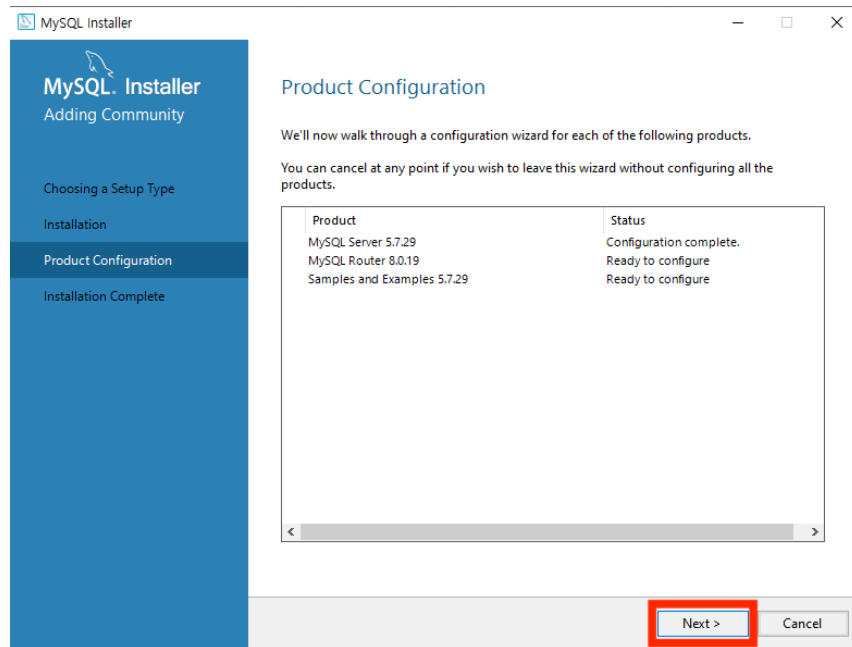 MySQL Installer
MySQL. Installer
Adding Community
Choosing a Setup Type
Installation
Product Configuration
Installation Complete
Product Configuration
We'll now walk through a configuration wizard for each of the following products.
You can cancel at any point if you wish to leave this wizard without configuring all the
products.
Product Status
MySQL Server 5.7.29 Configuration complete.
MySQL Router 8.0.19 Ready to configure
Samples and Examples 5.7.29 Ready to configure
Next > Cancel